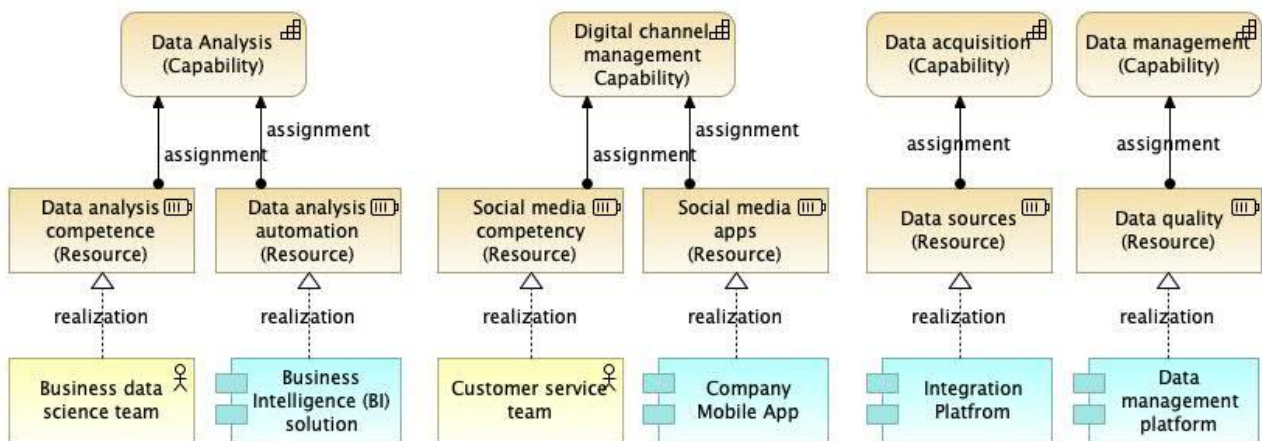 Data Analysis
(Capability)
Digital channel
management
Capability)
Data acquisition
(Capability)
Data management
(Capability)
assignment
assignment
assignment
assignment
assignment
assignment
Data analysis
competence
(Resource)
Data analysis
automation
(Resource)
Social media
competency
(Resource)
Social media
apps
(Resource)
Data sources
(Resource)
Data quality
(Resource)
realization
realization
realization
realization
realization
realization
Business data
science team
Business
Intelligence (BI)
solution
Customer service
team
Company
Mobile App
Integration
Platfrom
Data
management
platform